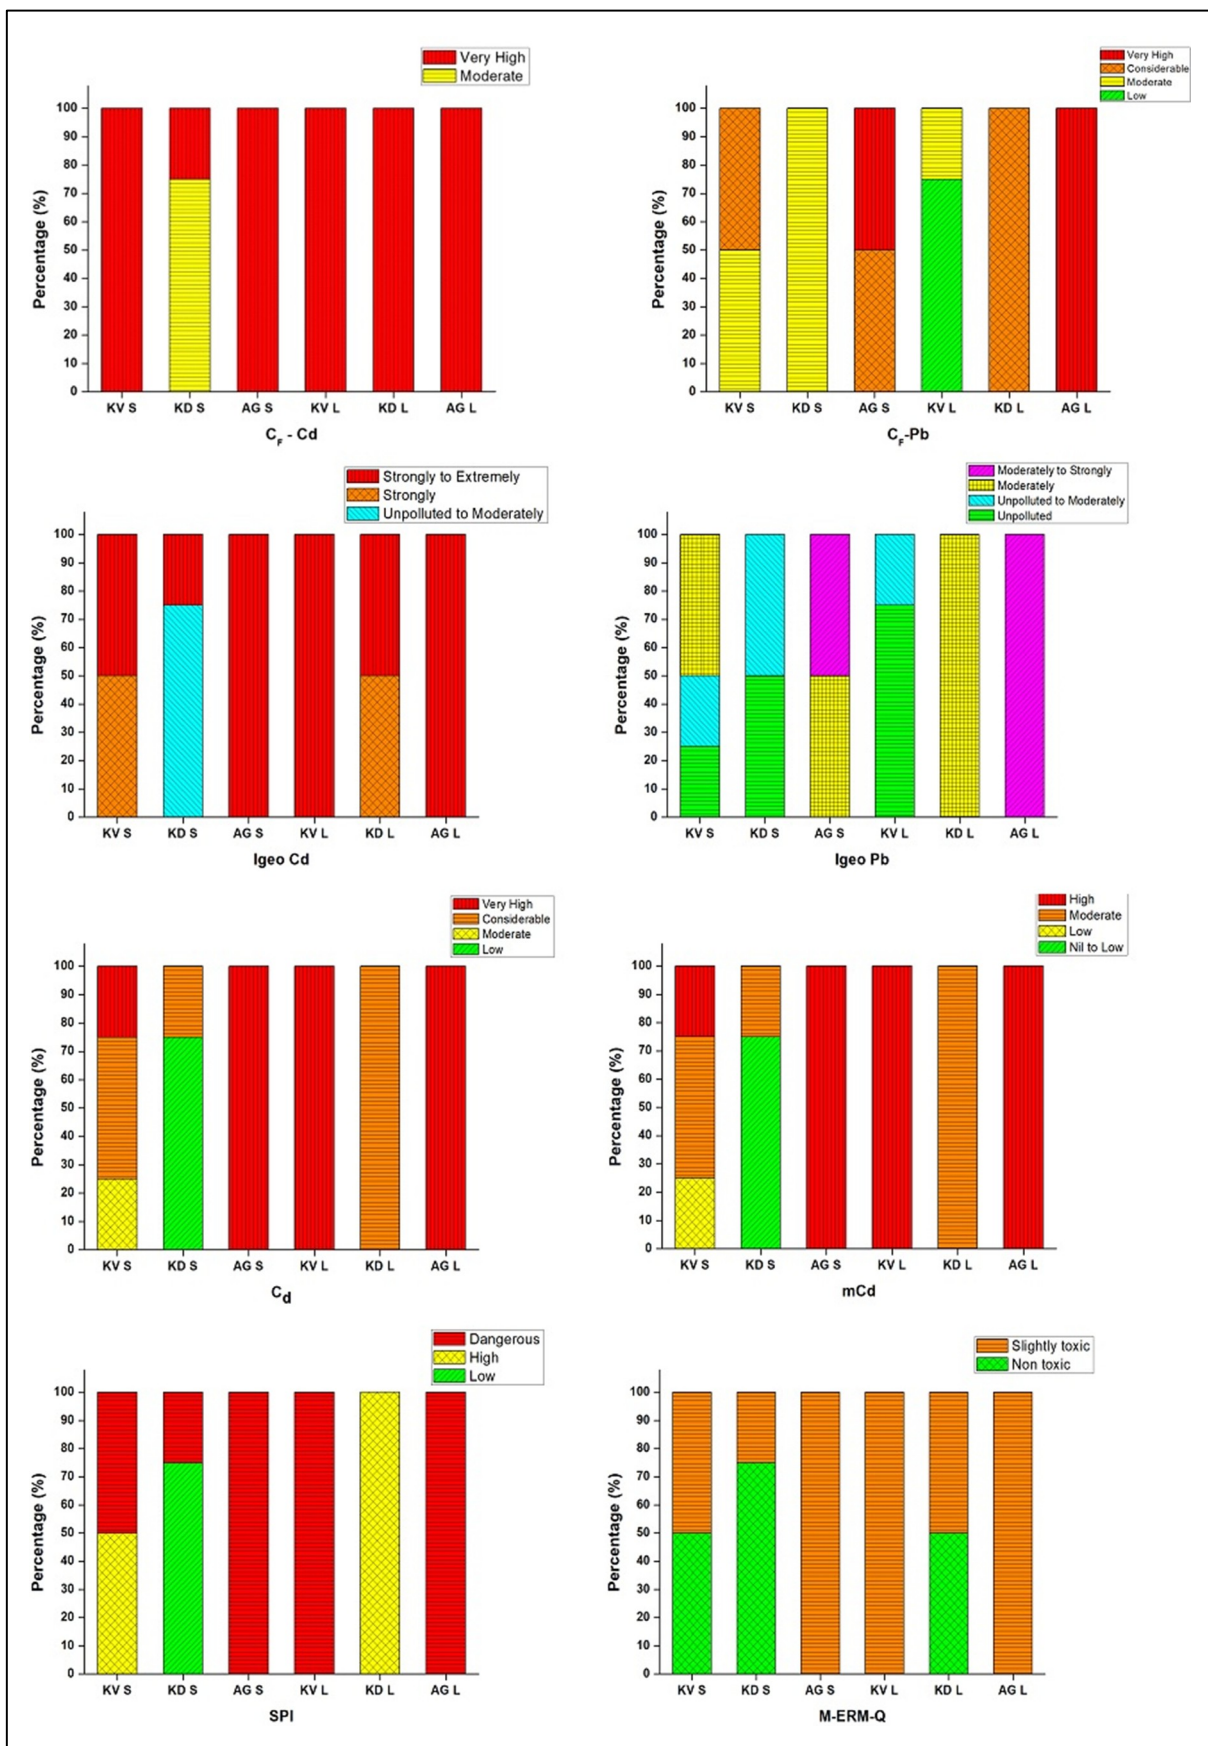 Very High
Moderate
Percentage (%)
100
90
80
70
60
50
40
30
20
10
0
KV S KD S AG S KV L KD L AG L
CF - Cd
Very High
Considerable
Moderate
Low
Percentage (%)
100
90
80
70
60
50
40
30
20
10
0
KV S KD S AG S KV L KD L AG L
CF-Pb
Strongly to Extremely
Strongly
Unpolluted to Moderately
Percentage (%)
100
90
80
70
60
50
40
30
20
10
0
KV S KD S AG S KV L KD L AG L
Igeo Cd
Moderately to Strongly
Moderately
Unpolluted to Moderately
Unpolluted
Percentage (%)
100
90
80
70
60
50
40
30
20
10
0
KV S KD S AG S KV L KD L AG L
Igeo Pb
Very High
Considerable
Moderate
Low
Percentage (%)
100
90
80
70
60
50
40
30
20
10
0
KV S KD S AG S KV L KD L AG L
Cd
High
Moderate
Low
Nil to Low
Percentage (%)
100
90
80
70
60
50
40
30
20
10
0
KV S KD S AG S KV L KD L AG L
mCd
Dangerous
High
Low
Percentage (%)
100
90
80
70
60
50
40
30
20
10
0
KV S KD S AG S KV L KD L AG L
SPI
Slightly toxic
Non toxic
Percentage (%)
100
90
80
70
60
50
40
30
20
10
0
KV S KD S AG S KV L KD L AG L
M-ERM-Q